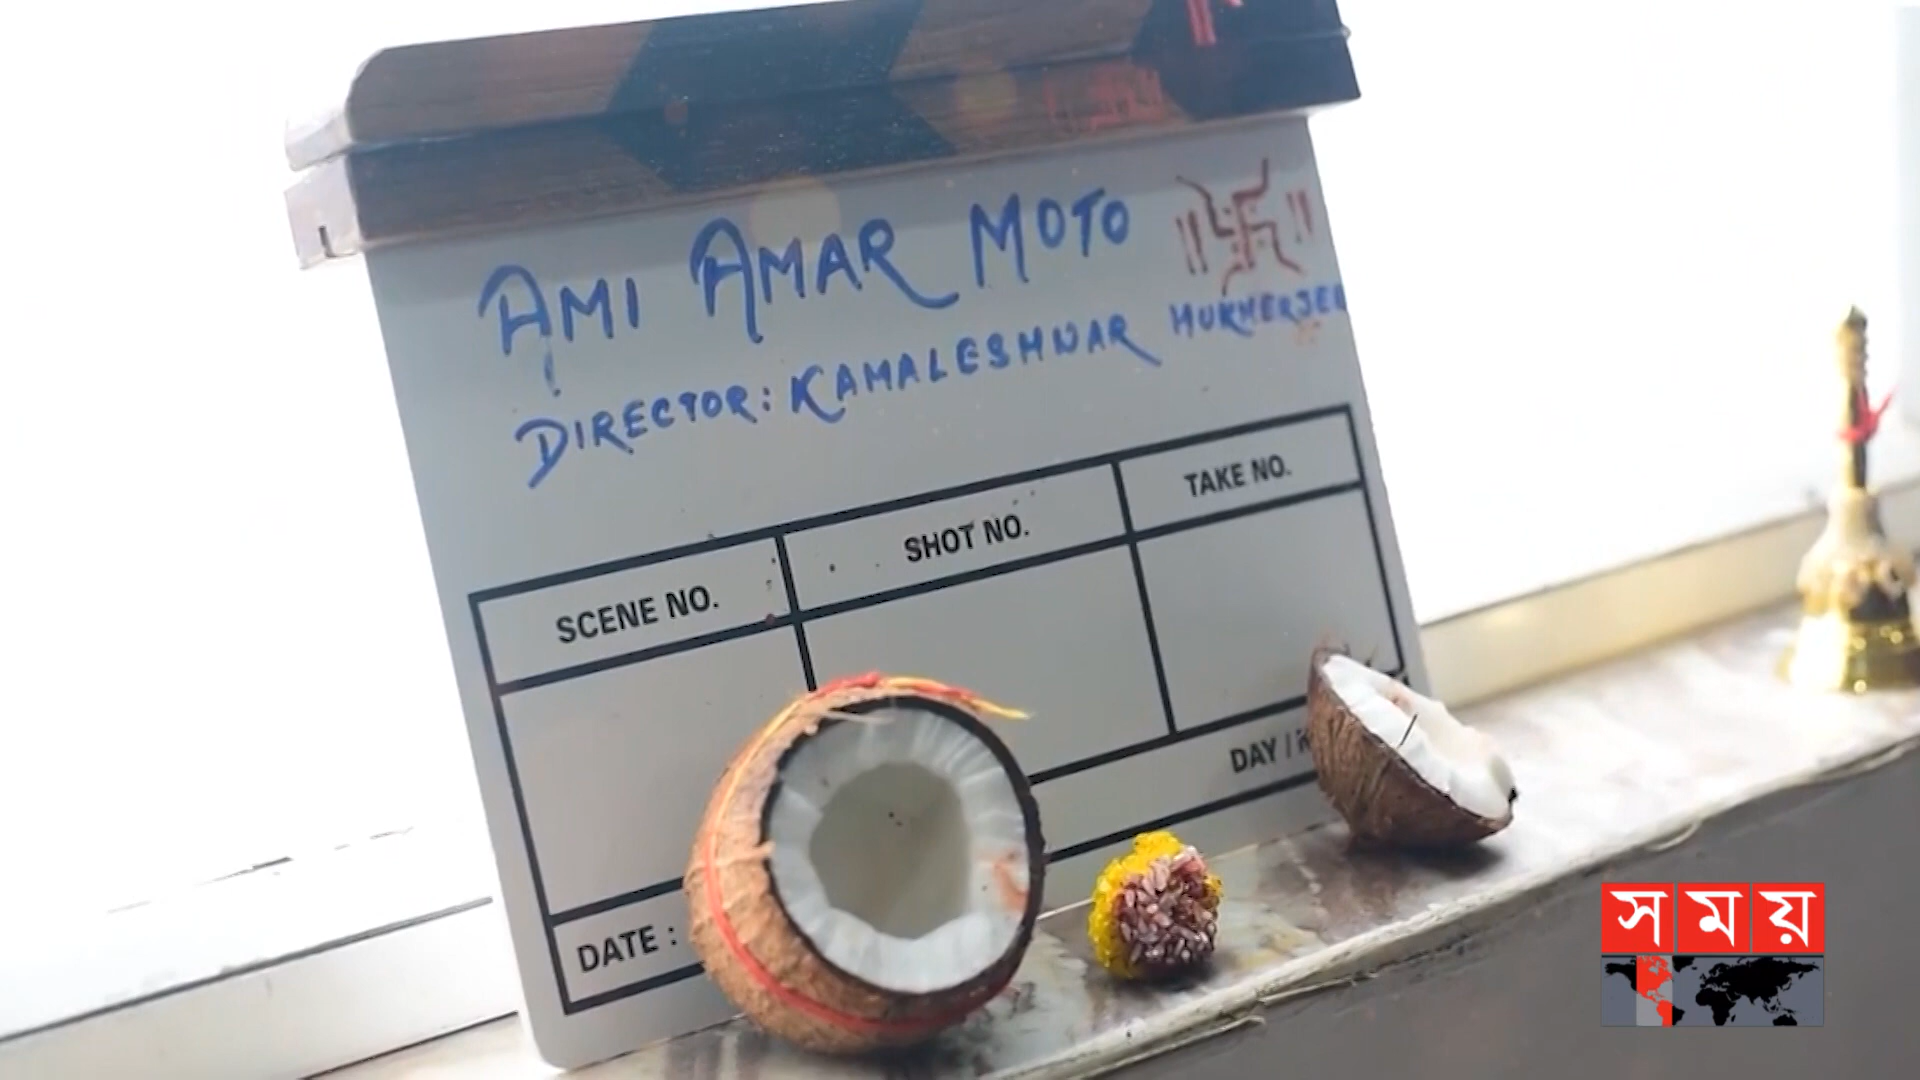 AMI AMAR MOTO
DIRECTOR: KAMALESHWAR MUKHERJEE
SCENE NO.
SHOT NO.
TAKE NO.
DAY /
DATE :
সময়